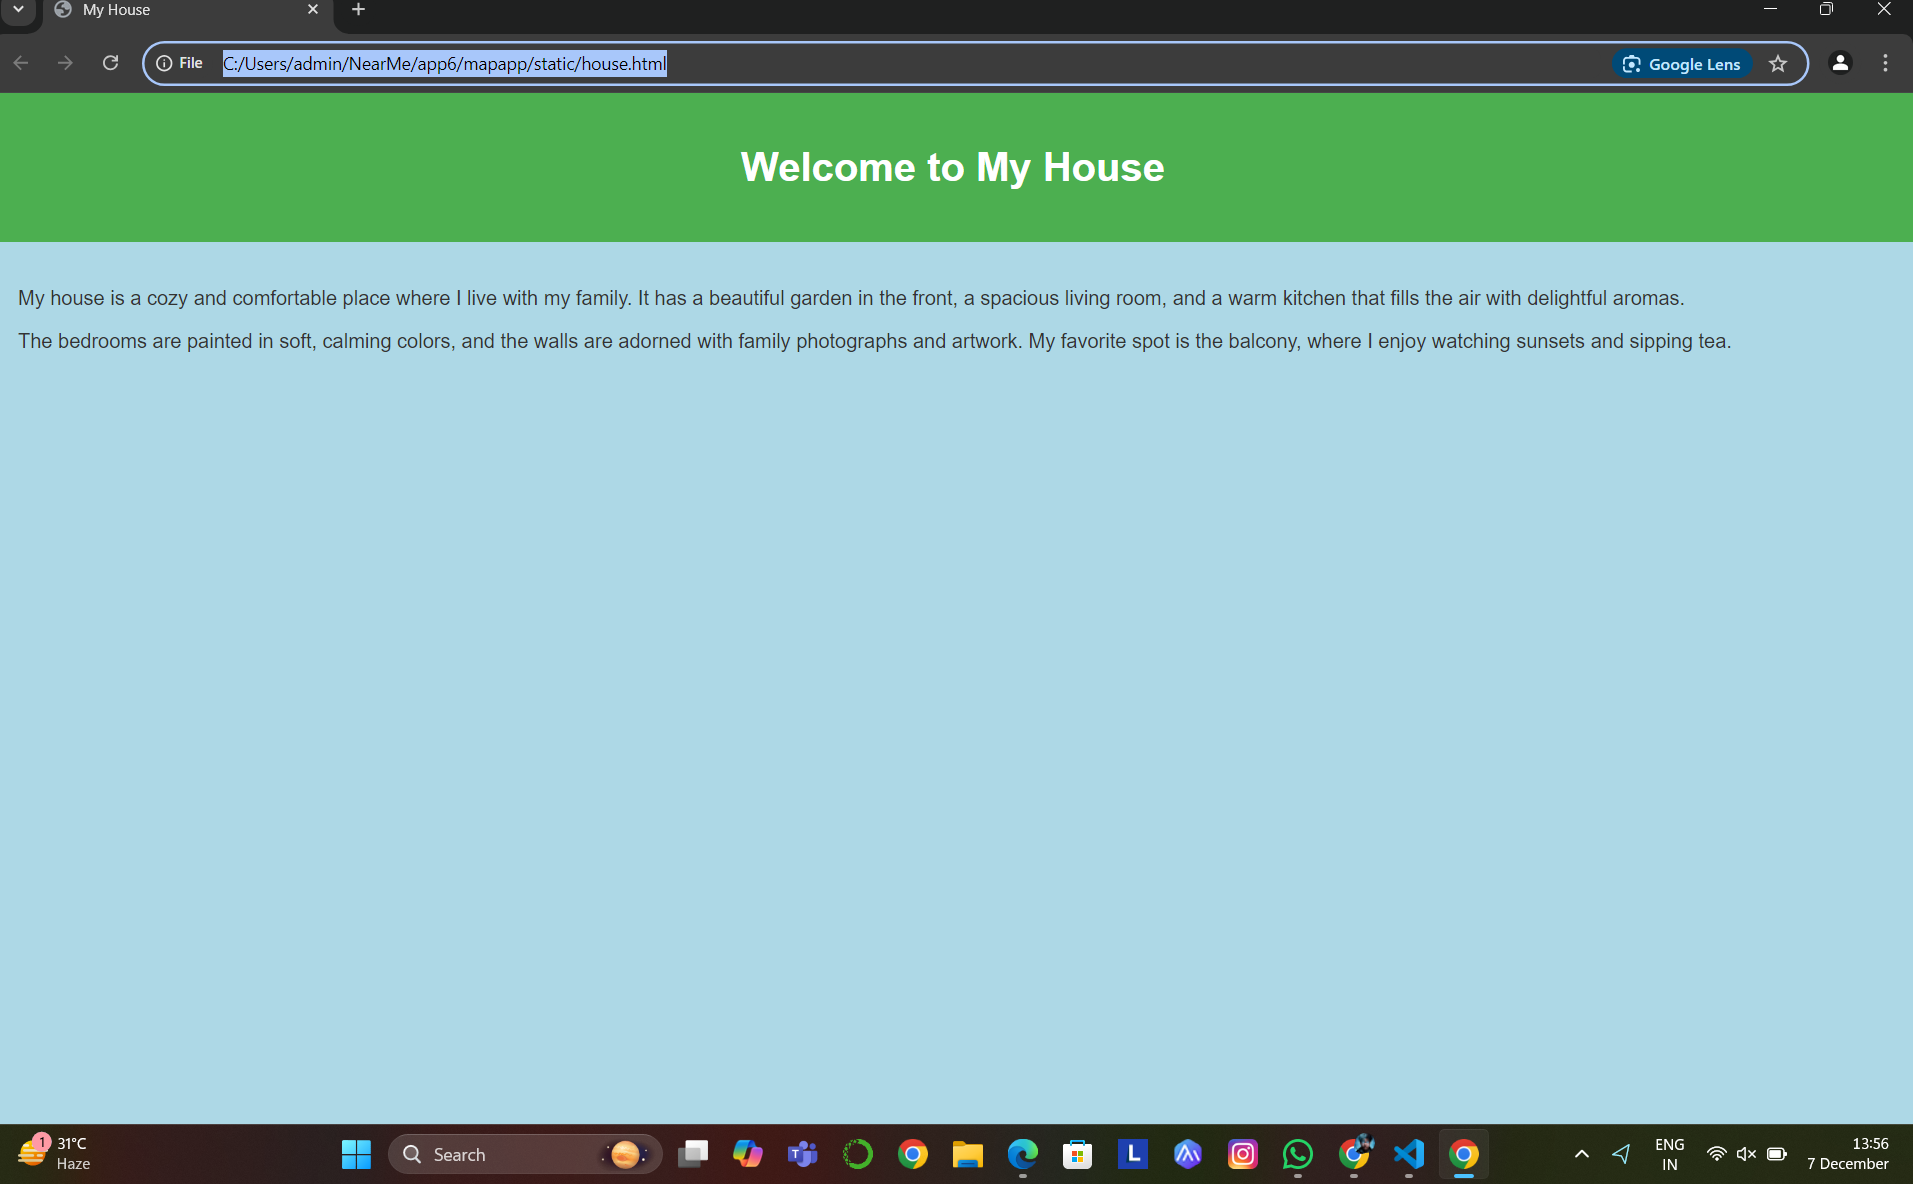 My House
File
C:/Users/admin/NearMe/app6/mapapp/static/house.html
Google Lens
Welcome to My House
My house is a cozy and comfortable place where I live with my family. It has a beautiful garden in the front, a spacious living room, and a warm kitchen that fills the air with delightful aromas.
The bedrooms are painted in soft, calming colors, and the walls are adorned with family photographs and artwork. My favorite spot is the balcony, where I enjoy watching sunsets and sipping tea.
1
31°C
Haze
Search
T
L
ENG
IN
13:56
7 December